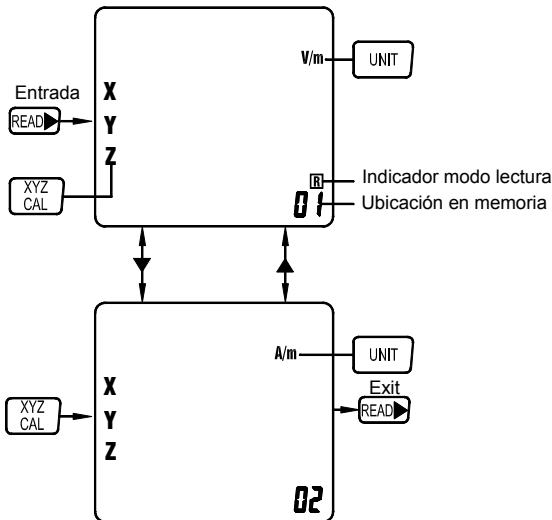 V/m
UNIT
Entrada
READ
X
Y
Z
XYZ
CAL
R
Indicador modo lectura
01
Ubicación en memoria
A/m
UNIT
Exit
READ
XYZ
CAL
X
Y
Z
02